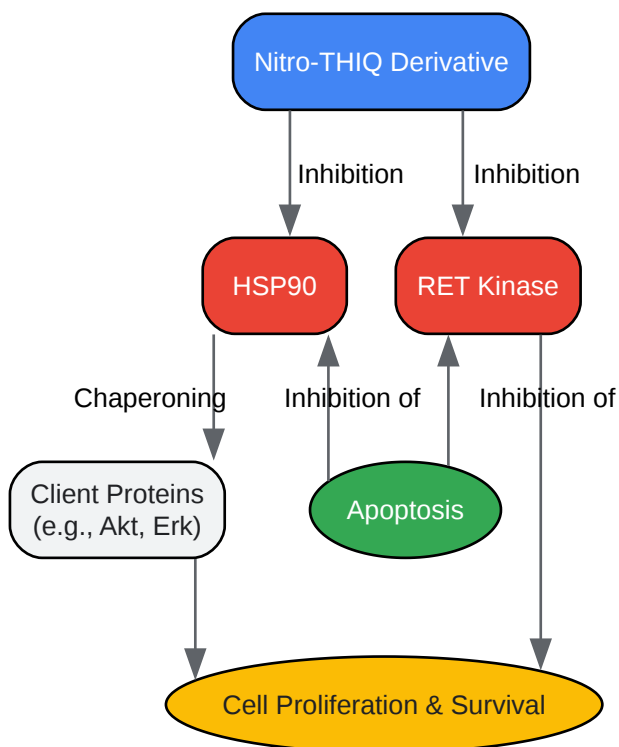 Nitro-THIQ Derivative
Inhibition
Inhibition
HSP90
RET Kinase
Chaperoning
Inhibition of
Inhibition of
Client Proteins
(e.g., Akt, Erk)
Apoptosis
Cell Proliferation & Survival